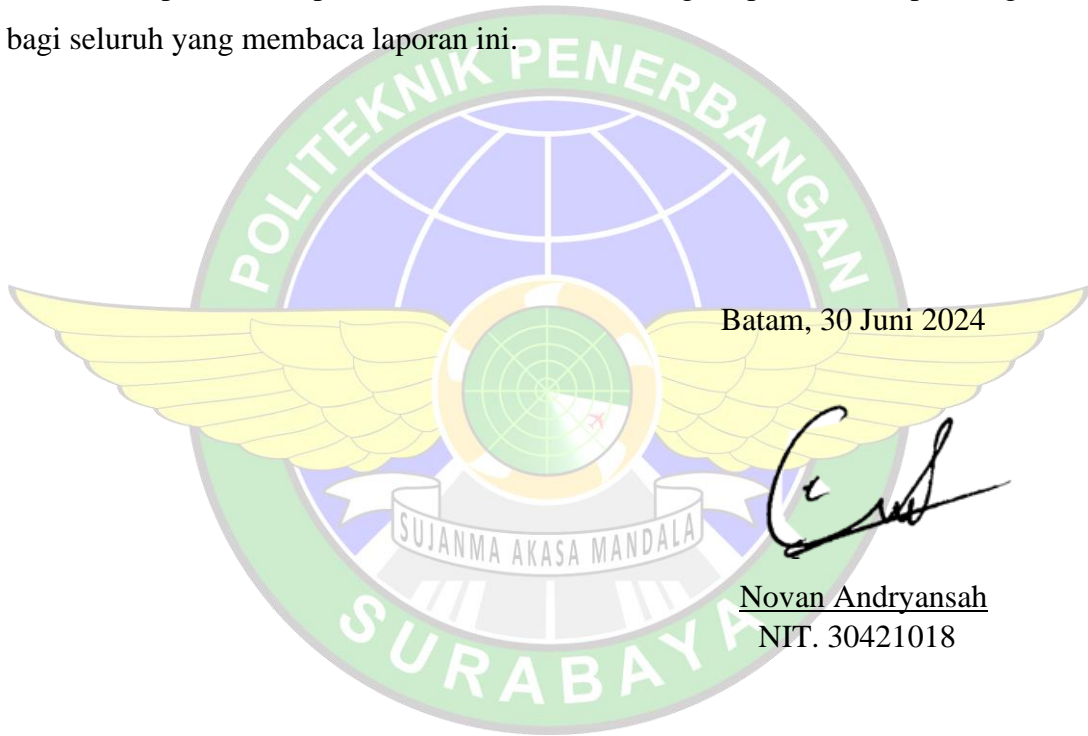 bagi seluruh yang membaca laporan ini.
POLITEKNIK PENERBANGAN
Batam, 30 Juni 2024
SUJANMA AKASA MANDALA
Novan Andryansah
NIT. 30421018
SURABAYA